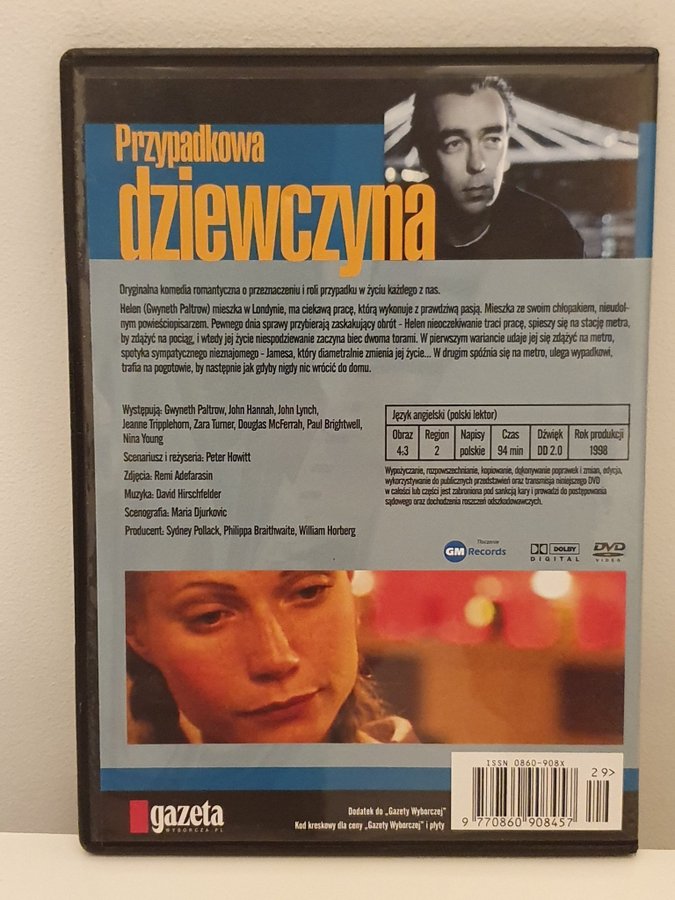 Przypadkowa
dziewczyna
Oryginalna komedia romantyczna o przeznaczeniu i roli przypadku w życiu każdego z nas.
Helen (Gwyneth Paltrow) mieszka w Londynie, ma ciekawą pracę, którą wykonuje z prawdziwą pasją. Mieszka ze swoim chłopakiem, nieudol-
nym powieściopisarzem. Pewnego dnia sprawy przybierają zaskakujący obrót - Helen nieoczekiwanie traci pracę, spieszy się na stację metra,
by zdążyć na pociąg, i wtedy jej życie niespodziewanie zaczyna biec dwoma torami. W pierwszym wariancie udaje jej się zdążyć na metro,
spotyka sympatycznego nieznajomego - Jamesa, który diametralnie zmienia jej życie... W drugim spóźnia się na metro, ulega wypadkowi,
trafia na pogotowie, by następnie jak gdyby nigdy nic wrócić do domu.
Występują: Gwyneth Paltrow, John Hannah, John Lynch,
Jeanne Tripplehorn, Zara Turner, Douglas McFerrah, Paul Brightwell,
Nina Young
Scenariusz i reżyseria: Peter Howitt
Zdjęcia: Remi Adefarasin
Muzyka: David Hirschfelder
Scenografia: Maria Djurkovic
Producent: Sydney Pollack, Philippa Braithwaite, William Horberg
Język angielski (polski lektor)
Obraz Region Napisy Czas Dźwięk Rok produkcji
4:3 2 polskie 94 min DD 2.0 1998
Wypożyczanie, rozpowszechnianie, kopiowanie, dokonywanie poprawek i zmian, edycja,
wykorzystywanie do publicznych przedstawień oraz transmisja niniejszego DVD
w całości lub części jest zabroniona pod sankcją kary i prowadzi do postępowania
sądowego oraz dochodzenia roszczeń odszkodowawczych.
Tłocznia:
GM Records
DOLBY
DIGITAL
DVD
VIDEO
ISSN 0860-908X
29>
9 770860 908457
gazeta
WYBORCZA.PL
Dodatek do „Gazety Wyborczej"
Kod kreskowy dla ceny „Gazety Wyborczej" i płyty